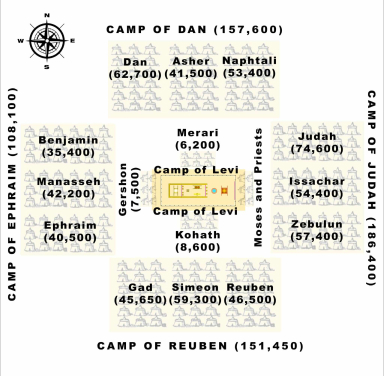 N
W E
S
CAMP OF DAN (157,600)
Dan
(62,700)
Asher
(41,500)
Naphtali
(53,400)
CAMP OF EPHRAIM (108,100)
Benjamin
(35,400)
Manasseh
(42,200)
Ephraim
(40,500)
Merari
(6,200)
Gershon
(7,500)
Camp of Levi
Camp of Levi
Kohath
(8,600)
Moses and Priests
Judah
(74,600)
Issachar
(54,400)
Zebulun
(57,400)
CAMP OF JUDAH (186,400)
Gad
(45,650)
Simeon
(59,300)
Reuben
(46,500)
CAMP OF REUBEN (151,450)